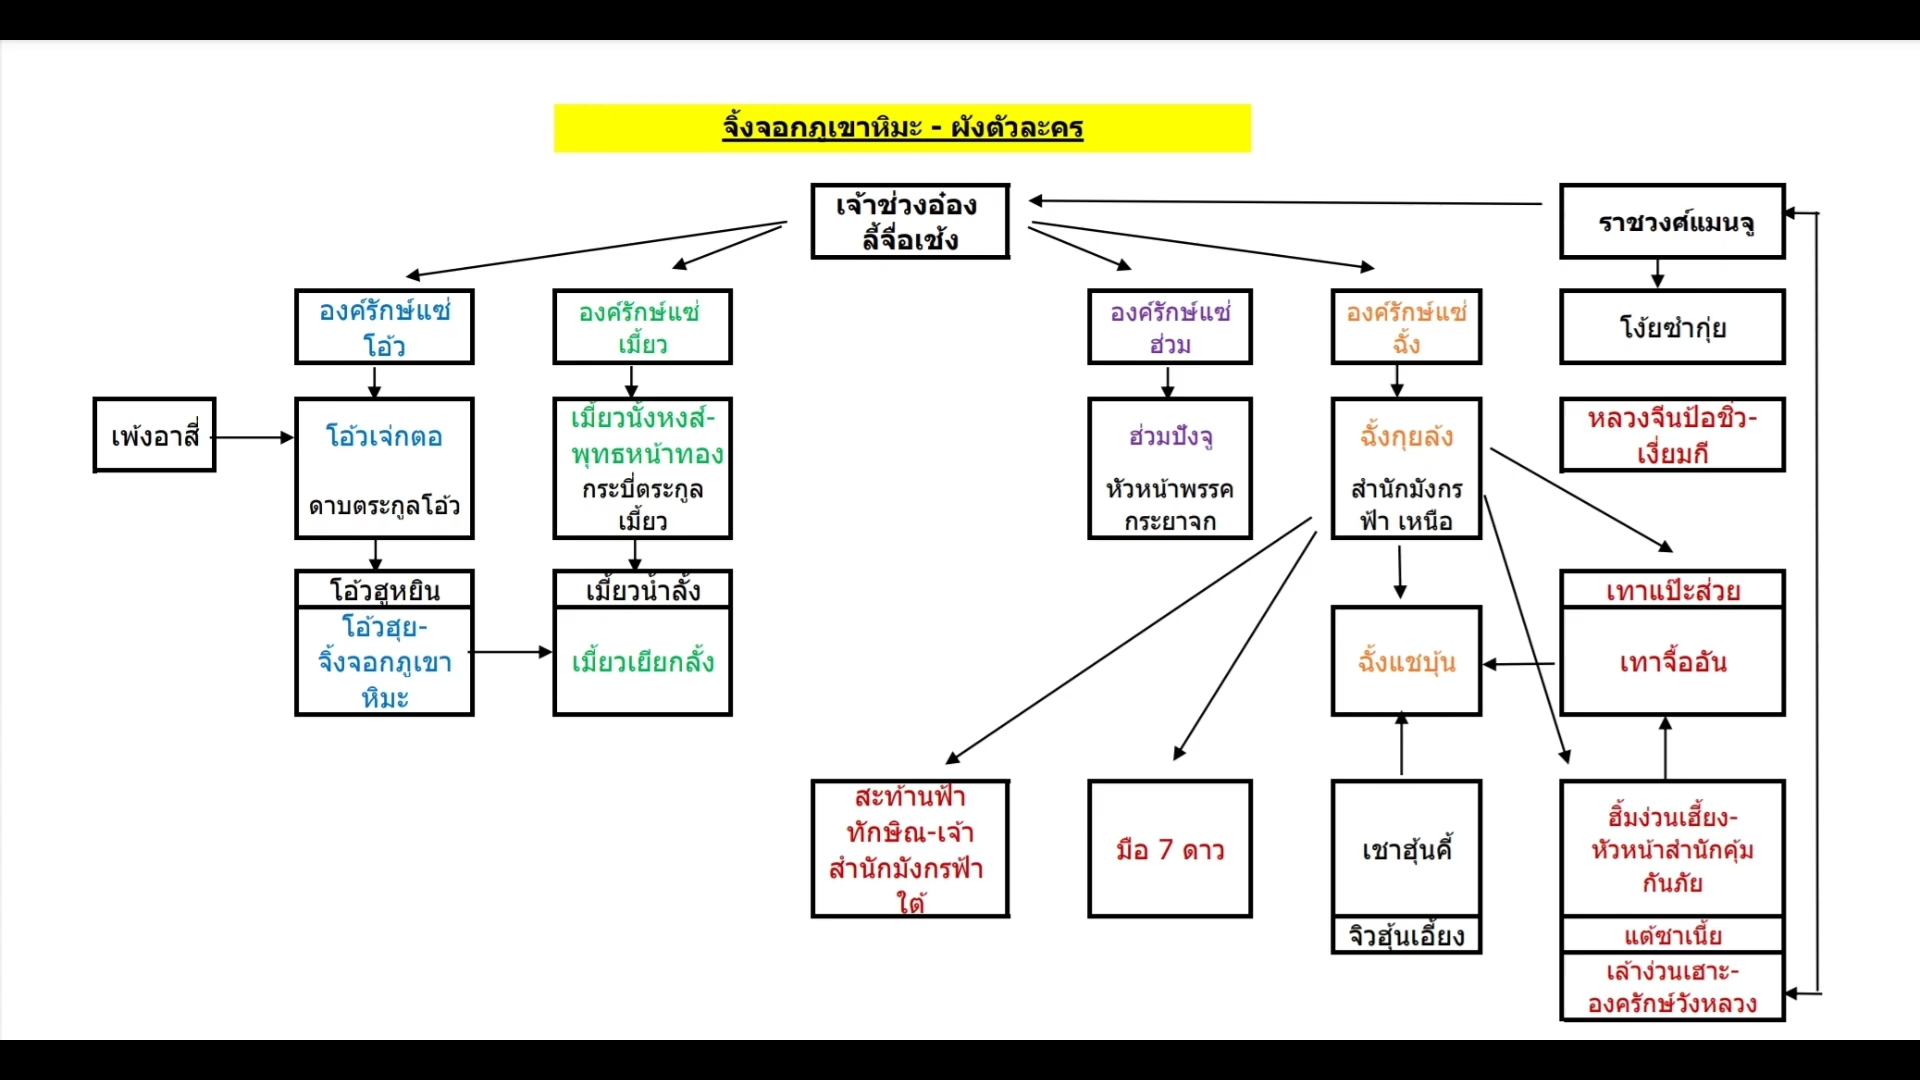 จิ้งจอกภูเขาหิมะ - ผังตัวละคร
เจ้าช่วงอ๋อง
ลี้จื่อเช้ง
ราชวงศ์แมนจู
องค์รักษ์แซ่
โอ้ว
องค์รักษ์แซ่
เมี้ยว
องค์รักษ์แซ่
ฮ่วม
องค์รักษ์แซ่
ฉั้ง
โง้ยซำกุ่ย
เพ้งอาสี่
โอ้วเจ่กตอ
ดาบตระกูลโอ้ว
เมี้ยวนั้งหงส์-
พุทธหน้าทอง
กระบี่ตระกูล
เมี้ยว
ฮ่วมปังจู
หัวหน้าพรรค
กระยาจก
ฉั้งกุยล้ง
สำนักมังกร
ฟ้า เหนือ
หลวงจีนป้อชิ่ว-
เงี่ยมกี
โอ้วฮูหยิน
โอ้วฮุย-
จิ้งจอกภูเขา
หิมะ
เมี้ยวน้ำลั้ง
เมี้ยวเยียกลั้ง
ฉั้งแชบุ้น
เทาแป๊ะส่วย
เทาจื้ออัน
สะท้านฟ้า
ทักษิณ-เจ้า
สำนักมังกรฟ้า
ใต้
มือ 7 ดาว
เชาฮุ้นคี้
จิวฮุ้นเอี้ยง
ฮิ้มง่วนเฮี้ยง-
หัวหน้าสำนักคุ้ม
กันภัย
แต้ซาเนี้ย
เล้าง่วนเฮาะ-
องครักษ์วังหลวง